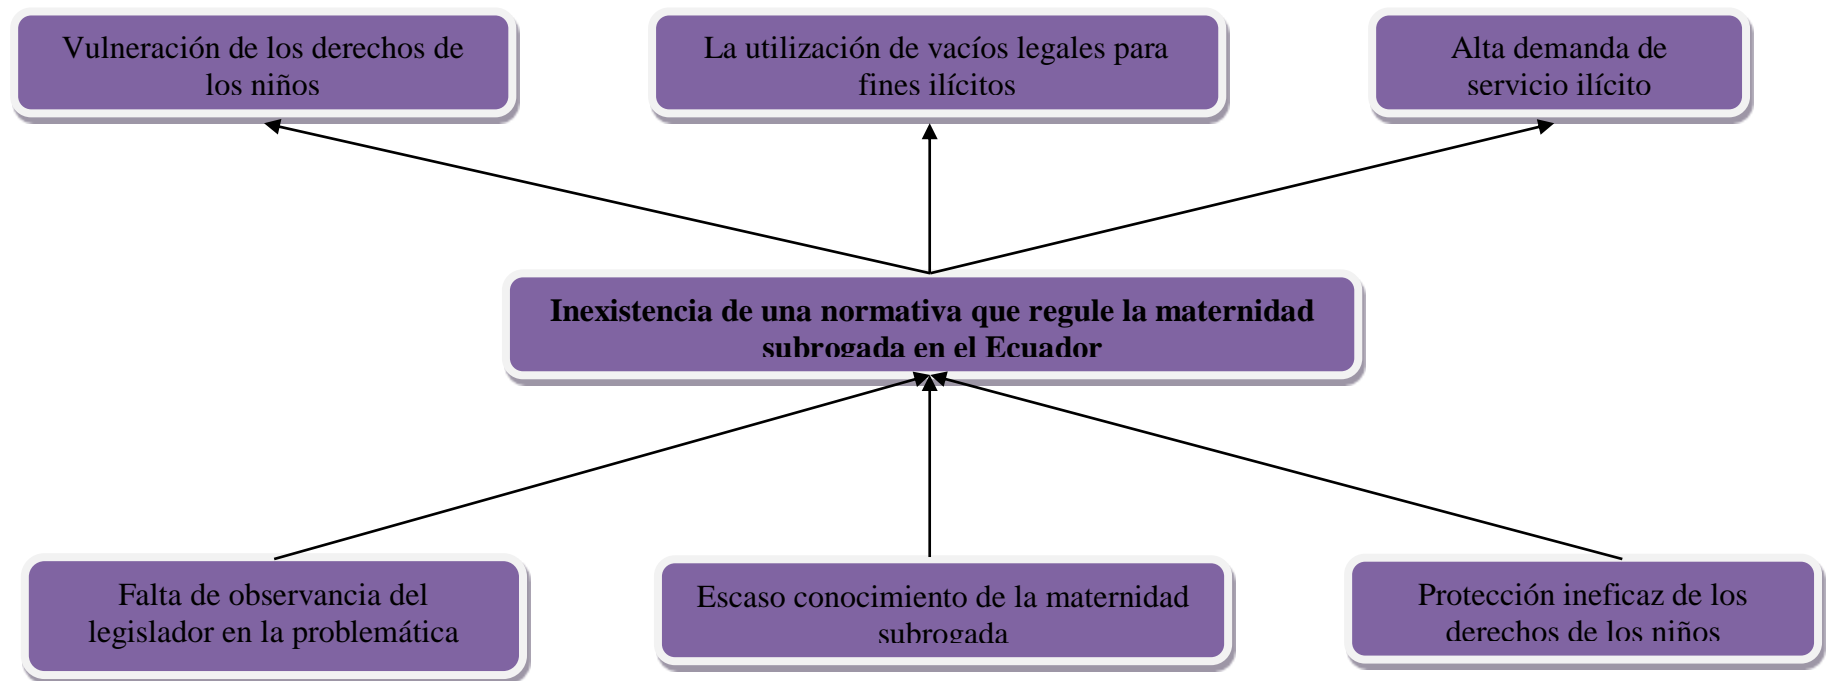 Vulneración de los derechos de
los niños
La utilización de vacíos legales para
fines ilícitos
Alta demanda de
servicio ilícito
Inexistencia de una normativa que regule la maternidad
subrogada en el Ecuador
Falta de observancia del
legislador en la problemática
Escaso conocimiento de la maternidad
subrogada
Protección ineficaz de los
derechos de los niños